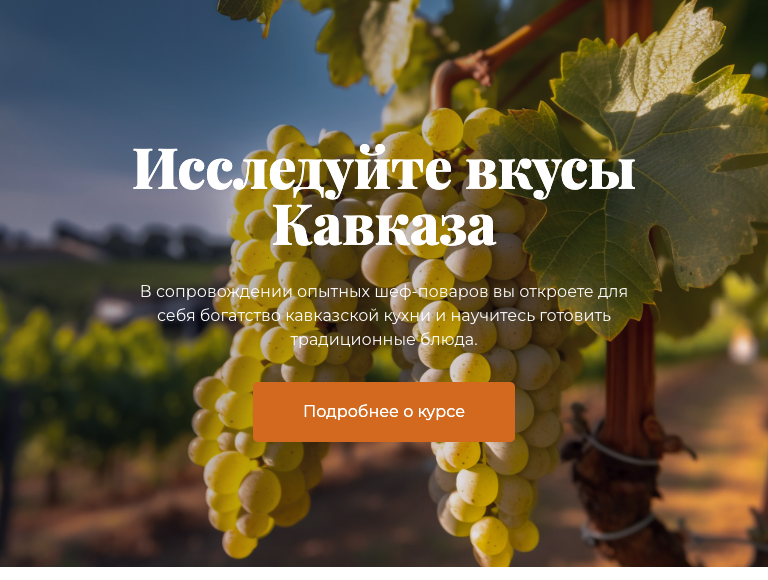 Исследуйте вкусы
Кавказа
В сопровождении опытных шеф-поваров вы откроете для
себя богатство кавказской кухни и научитесь готовить
традиционные блюда.
Подробнее о курсе